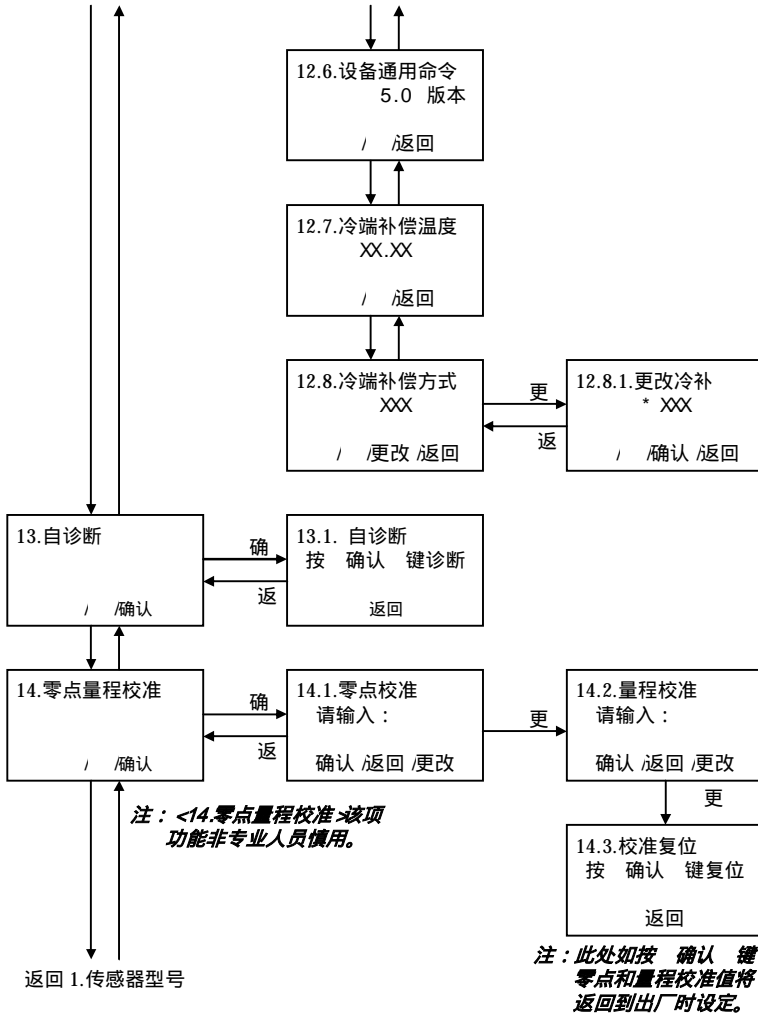 12.6.设备通用命令
5.0 版本
/ /返回
12.7.冷端补偿温度
XX.XX
/ /返回
12.8.冷端补偿方式
XXX
/ /更改 /返回
更
返
12.8.1.更改冷补
* XXX
/ /确认 /返回
13.自诊断
/ /确认
确
返
13.1. 自诊断
按 确认 键诊断
返回
14.零点量程校准
/ /确认
确
返
14.1.零点校准
请输入：
确认 /返回 /更改
更
14.2.量程校准
请输入：
确认 /返回 /更改
更
注：<14.零点量程校准>该项
功能非专业人员慎用。
14.3.校准复位
按 确认 键复位
返回
注：此处如按 确认 键
零点和量程校准值将
返回到出厂时设定。
返回 1.传感器型号